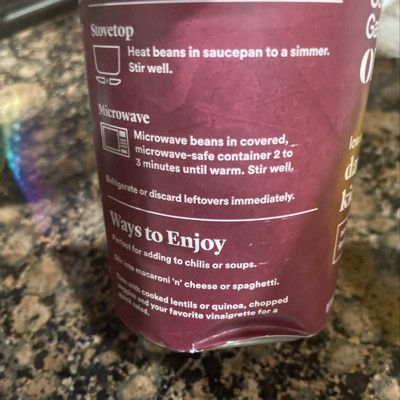 Stovetop
Heat beans in saucepan to a simmer.
Stir well.
Microwave
Microwave beans in covered,
microwave-safe container 2 to
3 minutes until warm. Stir well.
Refrigerate or discard leftovers immediately.
Ways to Enjoy
Perfect for adding to chilis or soups.
Stir into macaroni 'n' cheese or spaghetti.
Toss with cooked lentils or quinoa, chopped
veggies and your favorite vinaigrette for a